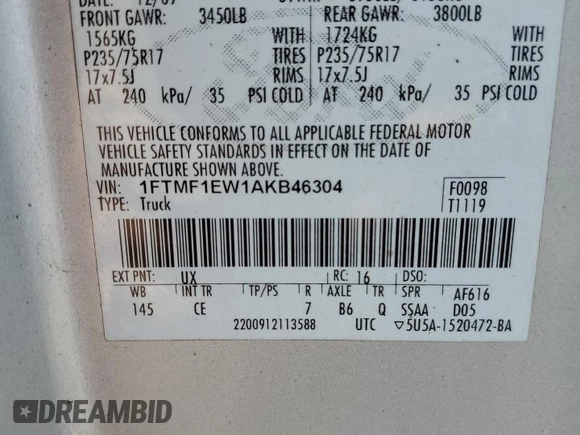 FRONT GAWR: 3450LB REAR GAWR: 3800LB
1565KG WITH 1724KG WITH
P235/75R17 TIRES P235/75R17 TIRES
17x7.5J RIMS 17x7.5J RIMS
AT 240 kPa/ 35 PSI COLD AT 240 kPa/ 35 PSI COLD
THIS VEHICLE CONFORMS TO ALL APPLICABLE FEDERAL MOTOR
VEHICLE SAFETY STANDARDS IN EFFECT ON THE DATE OF
MANUFACTURE SHOWN ABOVE.
VIN: 1FTMF1EW1AKB46304 F0098
TYPE: Truck T1119
EXT PNT: UX RC: 16 DSO:
WB INT TR TP/PS R AXLE TR SPR AF616
145 CE 7 B6 Q SSAA D05
2200912113588 UTC ▽5U5A-1520472-BA
DREAMBID